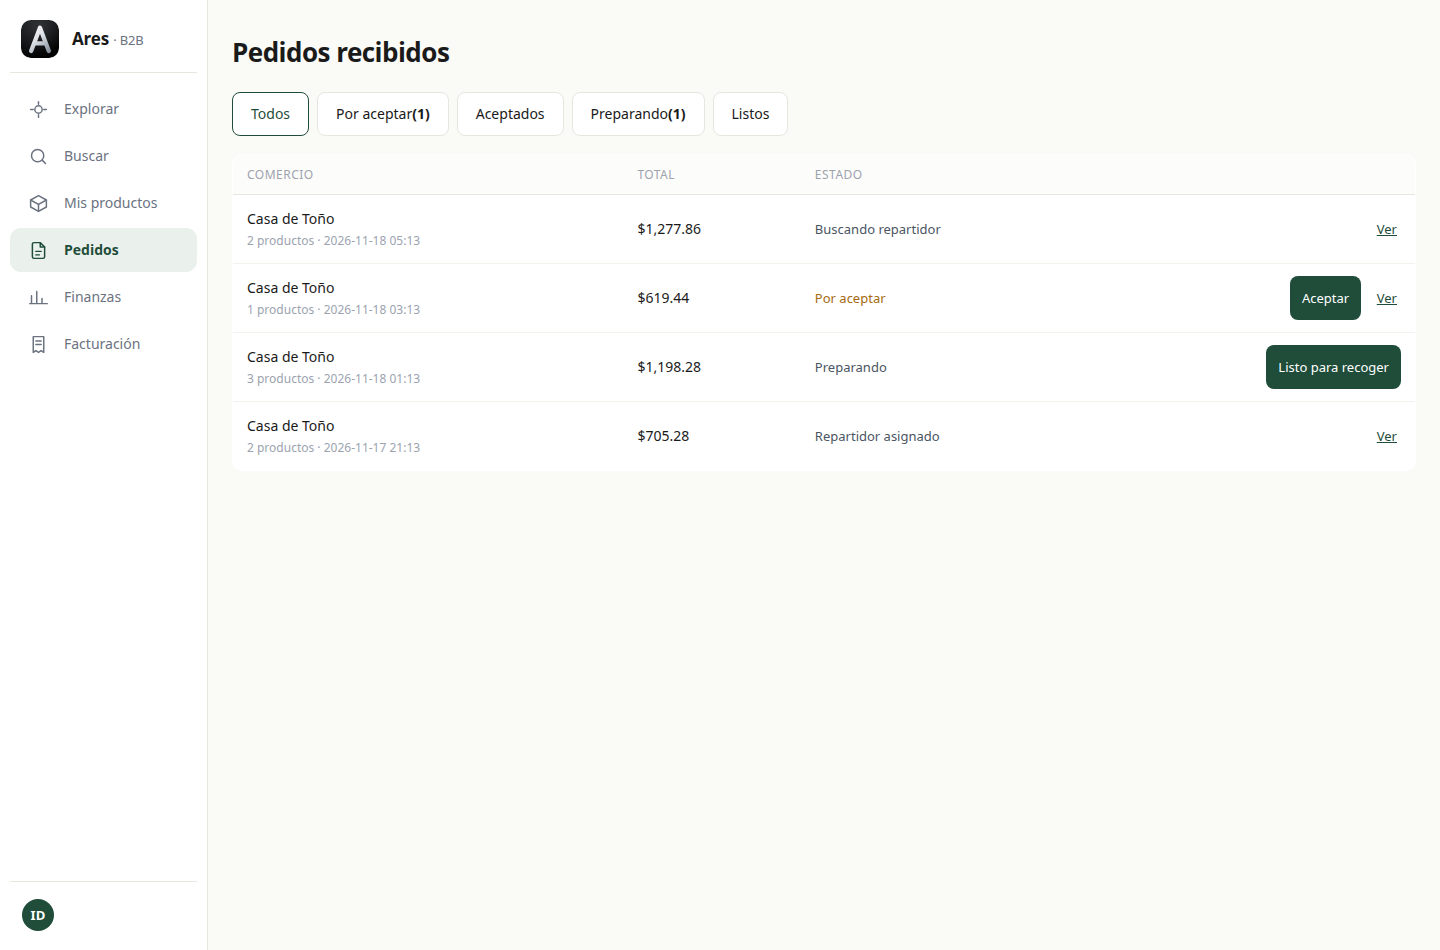 Ares · B2B
Explorar
Buscar
Mis productos
Pedidos
Finanzas
Facturación
ID
Pedidos recibidos
Todos
Por aceptar(1)
Aceptados
Preparando(1)
Listos
COMERCIO TOTAL ESTADO
Casa de Toño
2 productos · 2026-11-18 05:13
$1,277.86
Buscando repartidor
Ver
Casa de Toño
1 productos · 2026-11-18 03:13
$619.44
Por aceptar
Aceptar
Ver
Casa de Toño
3 productos · 2026-11-18 01:13
$1,198.28
Preparando
Listo para recoger
Casa de Toño
2 productos · 2026-11-17 21:13
$705.28
Repartidor asignado
Ver